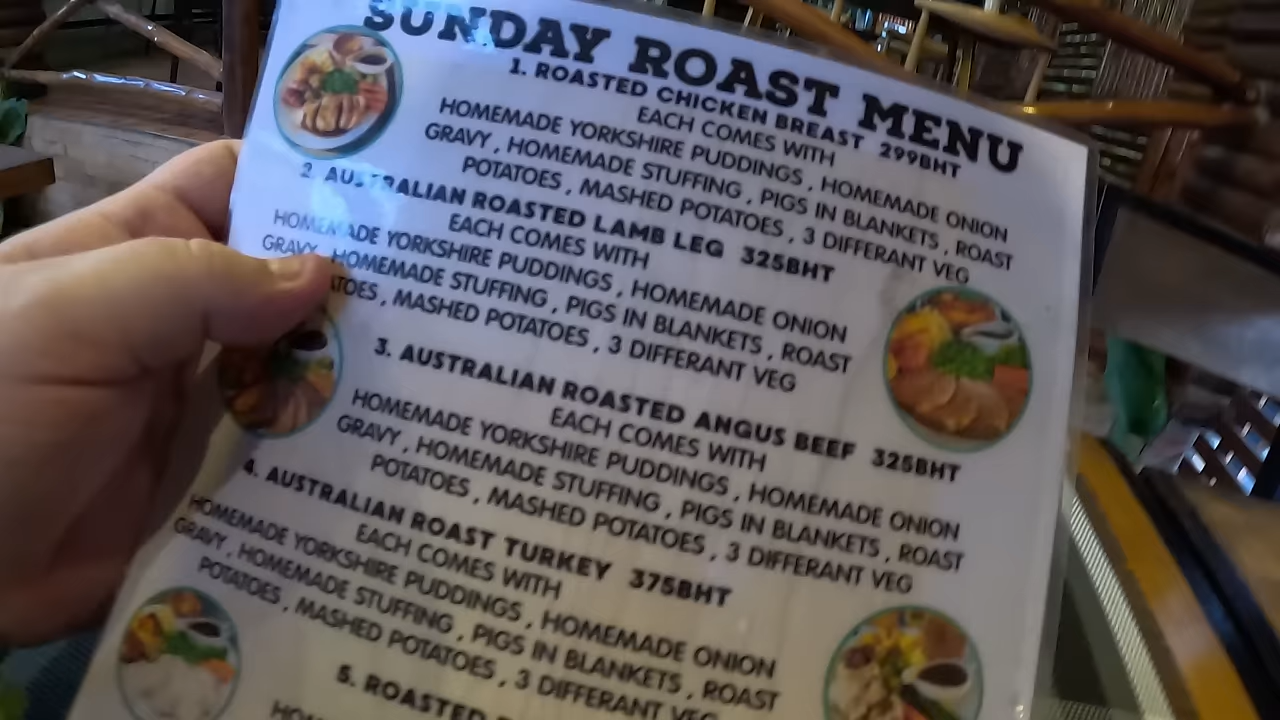 SUNDAY ROAST MENU
1. ROASTED CHICKEN BREAST 299BHT
EACH COMES WITH
HOMEMADE YORKSHIRE PUDDINGS , HOMEMADE ONION
GRAVY , HOMEMADE STUFFING , PIGS IN BLANKETS , ROAST
POTATOES , MASHED POTATOES , 3 DIFFERANT VEG
2 AUSTRALIAN ROASTED LAMB LEG 325BHT
EACH COMES WITH
HOMEMADE YORKSHIRE PUDDINGS , HOMEMADE ONION
GRAVY HOMEMADE STUFFING , PIGS IN BLANKETS , ROAST
, MASHED POTATOES , 3 DIFFERANT VEG
3. AUSTRALIAN ROASTED ANGUS BEEF 325BHT
EACH COMES WITH
HOMEMADE YORKSHIRE PUDDINGS , HOMEMADE ONION
GRAVY , HOMEMADE STUFFING , PIGS IN BLANKETS , ROAST
POTATOES , MASHED POTATOES , 3 DIFFERANT VEG
4. AUSTRALIAN ROAST TURKEY 375BHT
EACH COMES WITH
HOMEMADE YORKSHIRE PUDDINGS , HOMEMADE ONION
GRAVY , HOMEMADE STUFFING , PIGS IN BLANKETS , ROAST
POTATOES , MASHED POTATOES , 3 DIFFERANT VEG
5. ROASTED